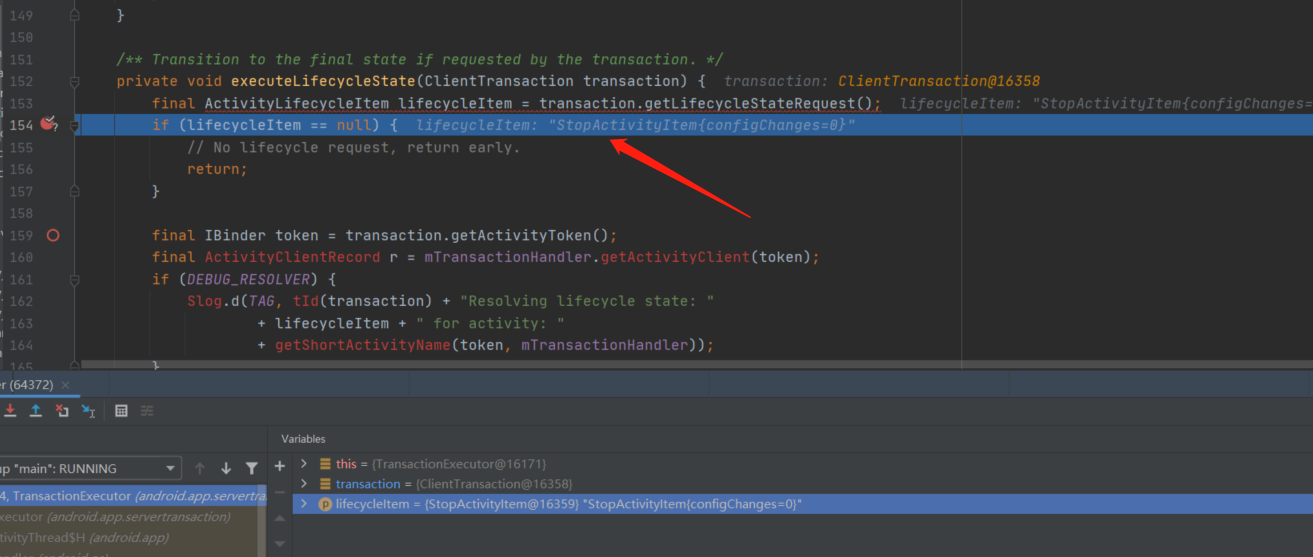 149 }
150
151 /** Transition to the final state if requested by the transaction. */
152 private void executeLifecycleState(ClientTransaction transaction) { transaction: ClientTransaction@16358
153 final ActivityLifecycleItem lifecycleItem = transaction.getLifecycleStateRequest(); lifecycleItem: "StopActivityItem{configChanges=
154 if (lifecycleItem == null) { lifecycleItem: "StopActivityItem{configChanges=0}"
155 // No lifecycle request, return early.
156 return;
157 }
158
159 final IBinder token = transaction.getActivityToken();
160 final ActivityClientRecord r = mTransactionHandler.getActivityClient(token);
161 if (DEBUG_RESOLVER) {
162 Slog.d(TAG, tId(transaction) + "Resolving lifecycle state: "
163 + lifecycleItem + " for activity: "
164 + getShortActivityName(token, mTransactionHandler));
165 }
er (64372) ×
Variables
up "main": RUNNING
this = {TransactionExecutor@16171}
transaction = {ClientTransaction@16358}
4, TransactionExecutor (android.app.servertra
lifecycleItem = {StopActivityItem@16359} "StopActivityItem{configChanges=0}"
xecutor (android.app.servertransaction)
tivityThread$H (android.app)